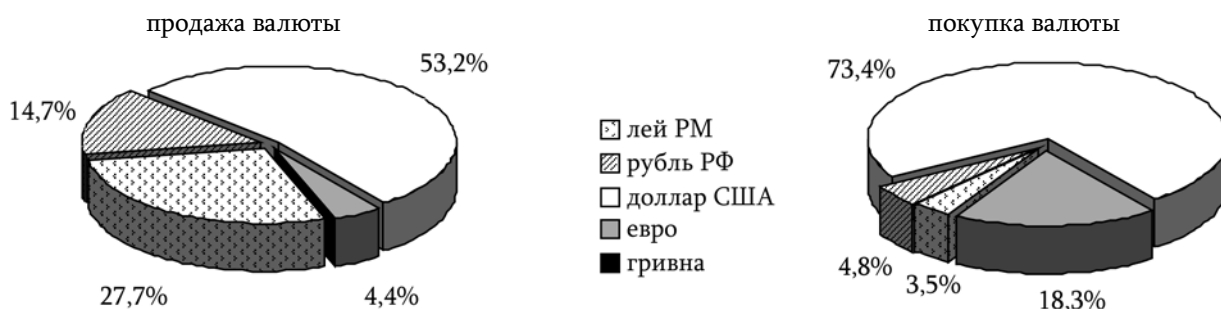 продажа валюты
53,2%
14,7%
27,7%
4,4%
лей РМ
рубль РФ
доллар США
евро
гривна
покупка валюты
73,4%
4,8%
3,5%
18,3%